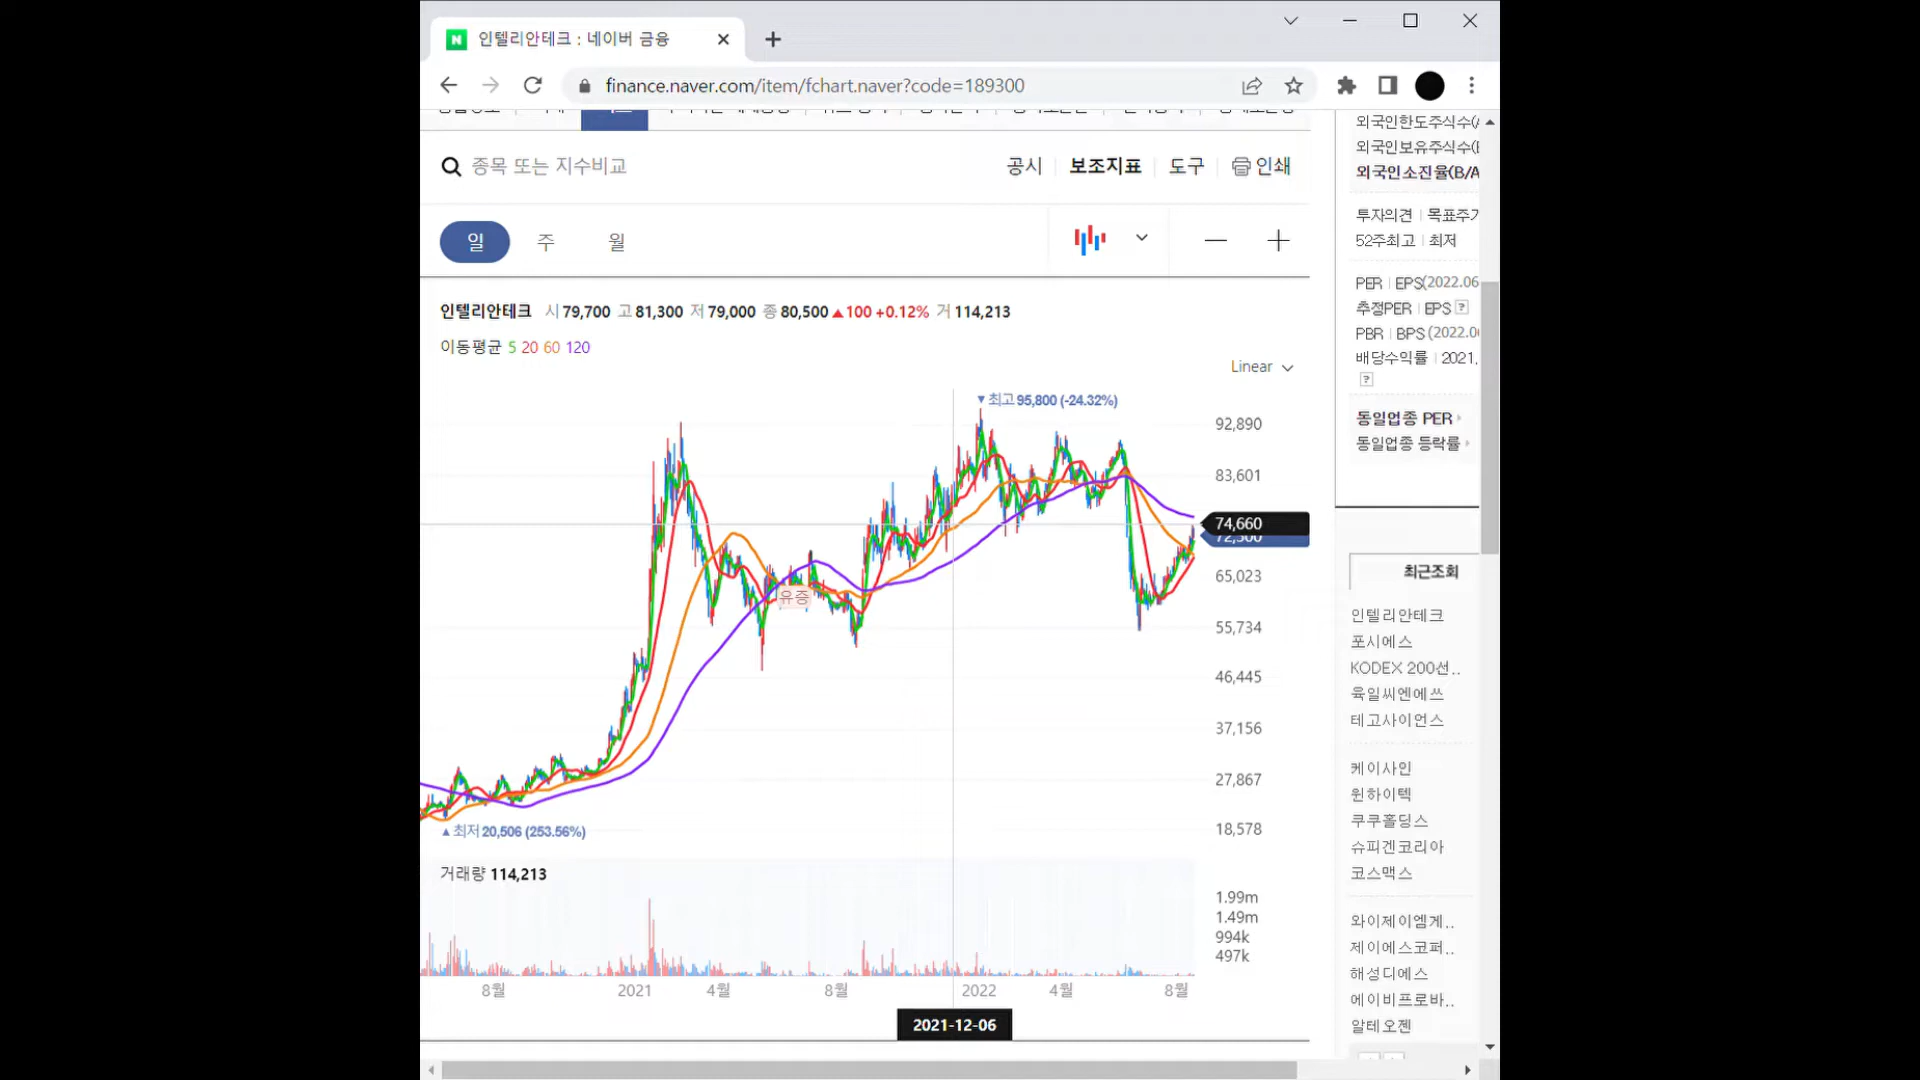 인텔리안테크 : 네이버 금융
finance.naver.com/item/fchart.naver?code=189300
종목 또는 지수비교
공시 보조지표 도구 인쇄
일 주 월
인텔리안테크 시 79,700 고 81,300 저 79,000 종 80,500 ▲100 +0.12% 거 114,213
이동평균 5 20 60 120
Linear
▼최고 95,800 (-24.32%)
92,890
83,601
74,660
72,500
65,023
55,734
46,445
37,156
27,867
18,578
유증
▲최저 20,506 (253.56%)
거래량 114,213
1.99m
1.49m
994k
497k
8월 2021 4월 8월 2022 4월 8월
2021-12-06
외국인한도주식수(A
외국인보유주식수(B
외국인소진율(B/A
투자의견 | 목표주가
52주최고 | 최저
PER | EPS(2022.06
추정PER | EPS ?
PBR | BPS (2022.06
배당수익률 | 2021.
?
동일업종 PER
동일업종 등락률
최근조회
인텔리안테크
포시에스
KODEX 200선..
육일씨엔에쓰
테고사이언스
케이사인
윈하이텍
쿠쿠홀딩스
슈피겐코리아
코스맥스
와이제이엠게..
제이에스코퍼..
해성디에스
에이비프로바..
알테오젠